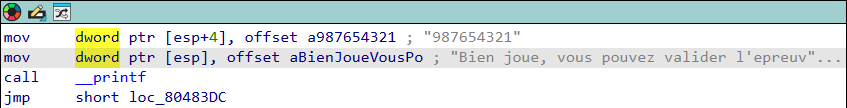 mov     dword ptr [esp+4], offset a987654321 ; "987654321"
mov     dword ptr [esp], offset aBienJoueVousPo ; "Bien joue, vous pouvez valider l'epreuv"...
call    __printf
jmp     short loc_80483DC